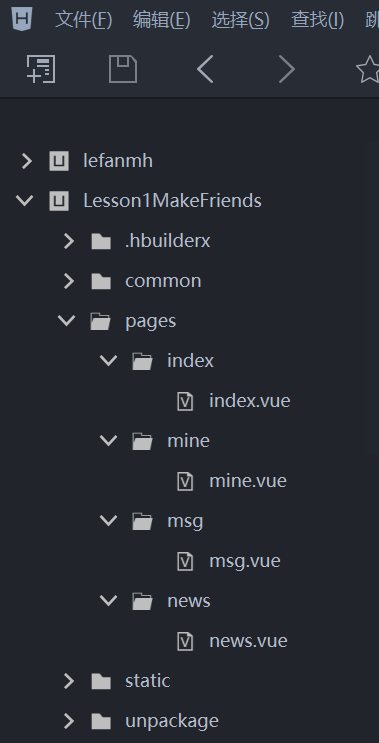 文件(F) 编辑(E) 选择(S) 查找(I) 跳
lefanmh
Lesson1MakeFriends
.hbuilderx
common
pages
index
index.vue
mine
mine.vue
msg
msg.vue
news
news.vue
static
unpackage